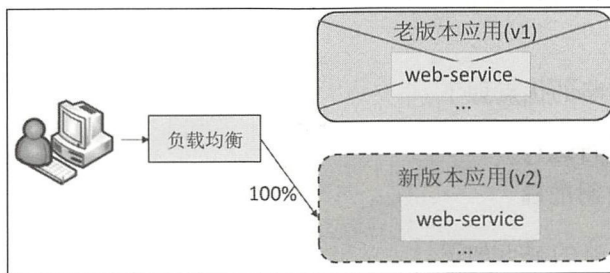 老版本应用(v1)
web-service
...
负载均衡
100%
新版本应用(v2)
web-service
...